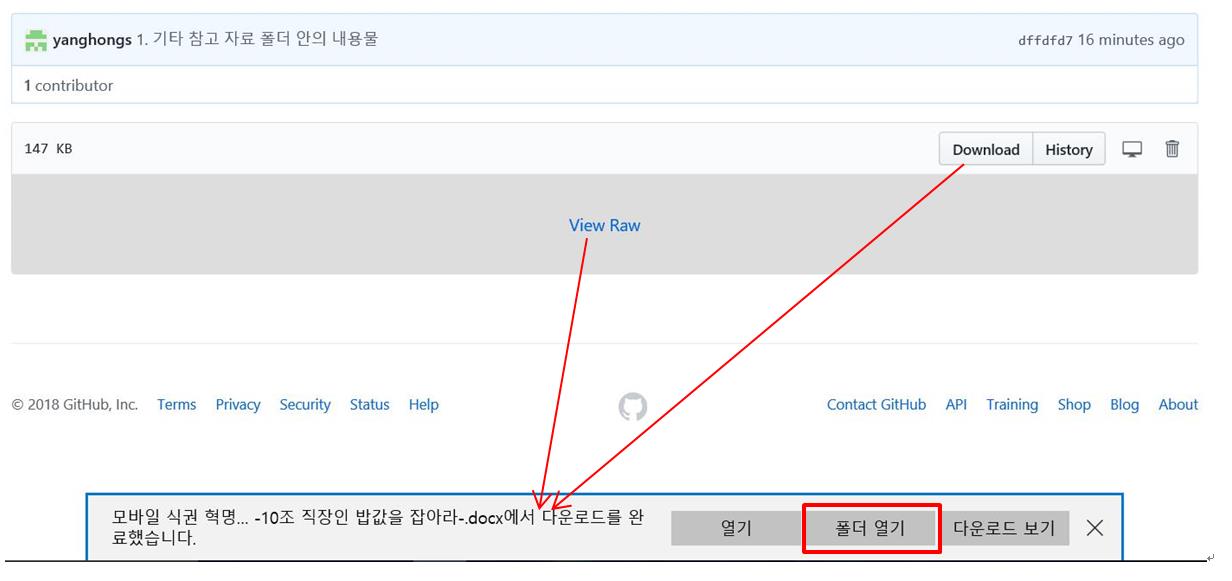 yanghongs 1. 기타 참고 자료 폴더 안의 내용물 dffdfd7 16 minutes ago
1 contributor
147 KB Download History
View Raw
© 2018 GitHub, Inc. Terms Privacy Security Status Help Contact GitHub API Training Shop Blog About
모바일 식권 혁명... -10조 직장인 밥값을 잡아라-.docx에서 다운로드를 완
료했습니다.
열기 폴더 열기 다운로드 보기